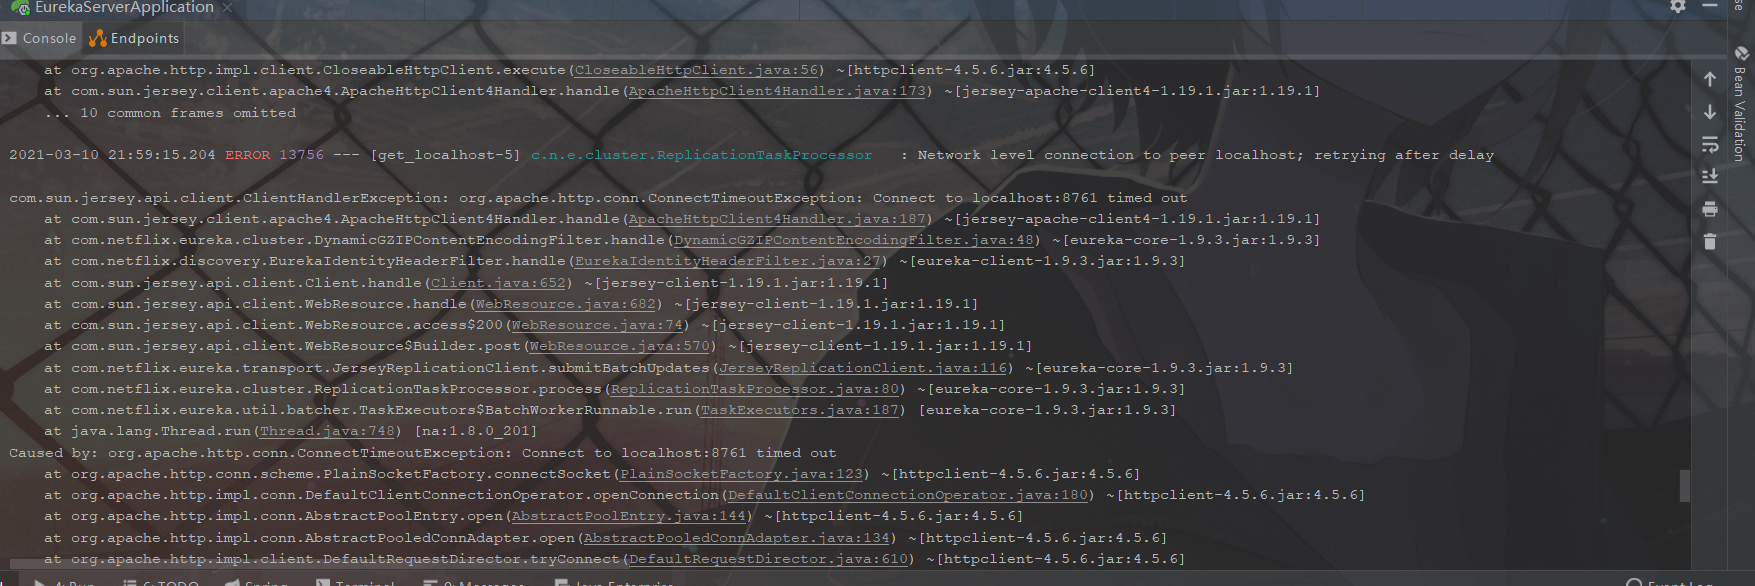 EurekaServerApplication
Console
Endpoints
at org.apache.http.impl.client.CloseableHttpClient.execute(CloseableHttpClient.java:56) ~[httpclient-4.5.6.jar:4.5.6]
at com.sun.jersey.client.apache4.ApacheHttpClient4Handler.handle(ApacheHttpClient4Handler.java:173) ~[jersey-apache-client4-1.19.1.jar:1.19.1]
... 10 common frames omitted
2021-03-10 21:59:15.204 ERROR 13756 --- [get_localhost-5] c.n.e.cluster.ReplicationTaskProcessor : Network level connection to peer localhost; retrying after delay
com.sun.jersey.api.client.ClientHandlerException: org.apache.http.conn.ConnectTimeoutException: Connect to localhost:8761 timed out
at com.sun.jersey.client.apache4.ApacheHttpClient4Handler.handle(ApacheHttpClient4Handler.java:187) ~[jersey-apache-client4-1.19.1.jar:1.19.1]
at com.netflix.eureka.cluster.DynamicGZIPContentEncodingFilter.handle(DynamicGZIPContentEncodingFilter.java:48) ~[eureka-core-1.9.3.jar:1.9.3]
at com.netflix.discovery.EurekaIdentityHeaderFilter.handle(EurekaIdentityHeaderFilter.java:27) ~[eureka-client-1.9.3.jar:1.9.3]
at com.sun.jersey.api.client.Client.handle(Client.java:652) ~[jersey-client-1.19.1.jar:1.19.1]
at com.sun.jersey.api.client.WebResource.handle(WebResource.java:682) ~[jersey-client-1.19.1.jar:1.19.1]
at com.sun.jersey.api.client.WebResource.access$200(WebResource.java:74) ~[jersey-client-1.19.1.jar:1.19.1]
at com.sun.jersey.api.client.WebResource$Builder.post(WebResource.java:570) ~[jersey-client-1.19.1.jar:1.19.1]
at com.netflix.eureka.transport.JerseyReplicationClient.submitBatchUpdates(JerseyReplicationClient.java:116) ~[eureka-core-1.9.3.jar:1.9.3]
at com.netflix.eureka.cluster.ReplicationTaskProcessor.process(ReplicationTaskProcessor.java:80) ~[eureka-core-1.9.3.jar:1.9.3]
at com.netflix.eureka.util.batcher.TaskExecutors$BatchWorkerRunnable.run(TaskExecutors.java:187) [eureka-core-1.9.3.jar:1.9.3]
at java.lang.Thread.run(Thread.java:748) [na:1.8.0_201]
Caused by: org.apache.http.conn.ConnectTimeoutException: Connect to localhost:8761 timed out
at org.apache.http.conn.scheme.PlainSocketFactory.connectSocket(PlainSocketFactory.java:123) ~[httpclient-4.5.6.jar:4.5.6]
at org.apache.http.impl.conn.DefaultClientConnectionOperator.openConnection(DefaultClientConnectionOperator.java:180) ~[httpclient-4.5.6.jar:4.5.6]
at org.apache.http.impl.conn.AbstractPoolEntry.open(AbstractPoolEntry.java:144) ~[httpclient-4.5.6.jar:4.5.6]
at org.apache.http.impl.conn.AbstractPooledConnAdapter.open(AbstractPooledConnAdapter.java:134) ~[httpclient-4.5.6.jar:4.5.6]
at org.apache.http.impl.client.DefaultRequestDirector.tryConnect(DefaultRequestDirector.java:610) ~[httpclient-4.5.6.jar:4.5.6]
Bean Validation
4: Run
6: TODO
Spring
Terminal
0: Messages
Java Enterprise
Event Log